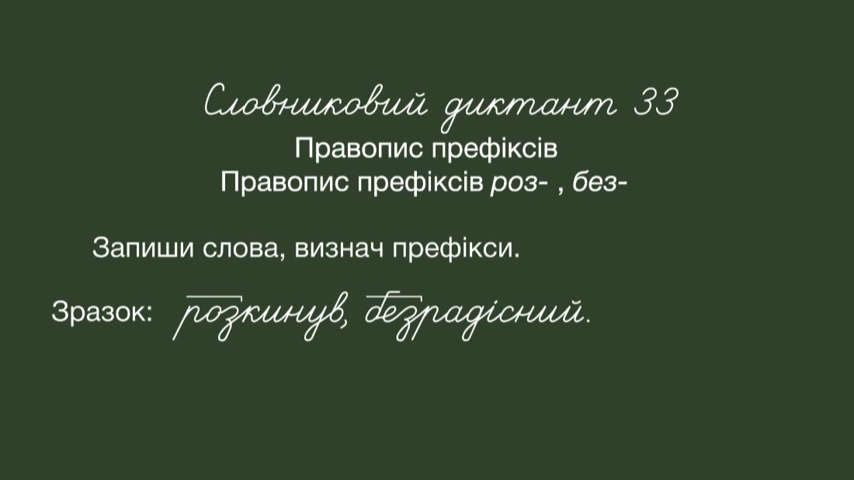 Словниковий диктант 33
Правопис префіксів
Правопис префіксів роз- , без-
Запиши слова, визнач префікси.
Зразок: розкинув, безрадісний.